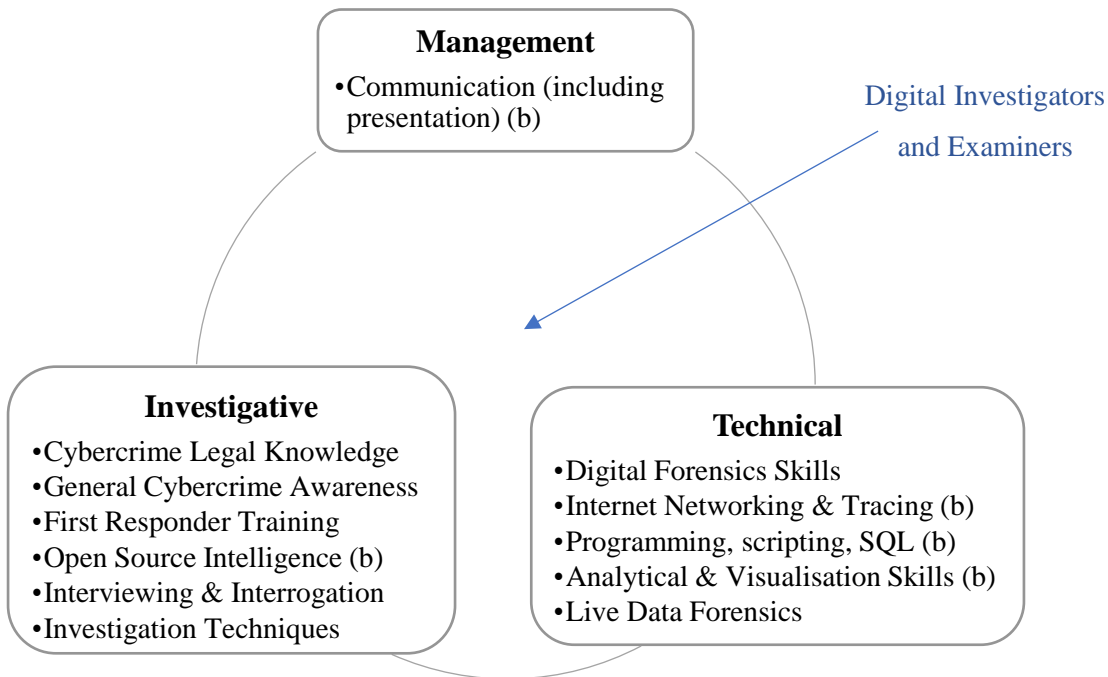 Management
•Communication (including
presentation) (b)
Digital Investigators
and Examiners
Investigative
•Cybercrime Legal Knowledge
•General Cybercrime Awareness
•First Responder Training
•Open Source Intelligence (b)
•Interviewing & Interrogation
•Investigation Techniques
Technical
•Digital Forensics Skills
•Internet Networking & Tracing (b)
•Programming, scripting, SQL (b)
•Analytical & Visualisation Skills (b)
•Live Data Forensics